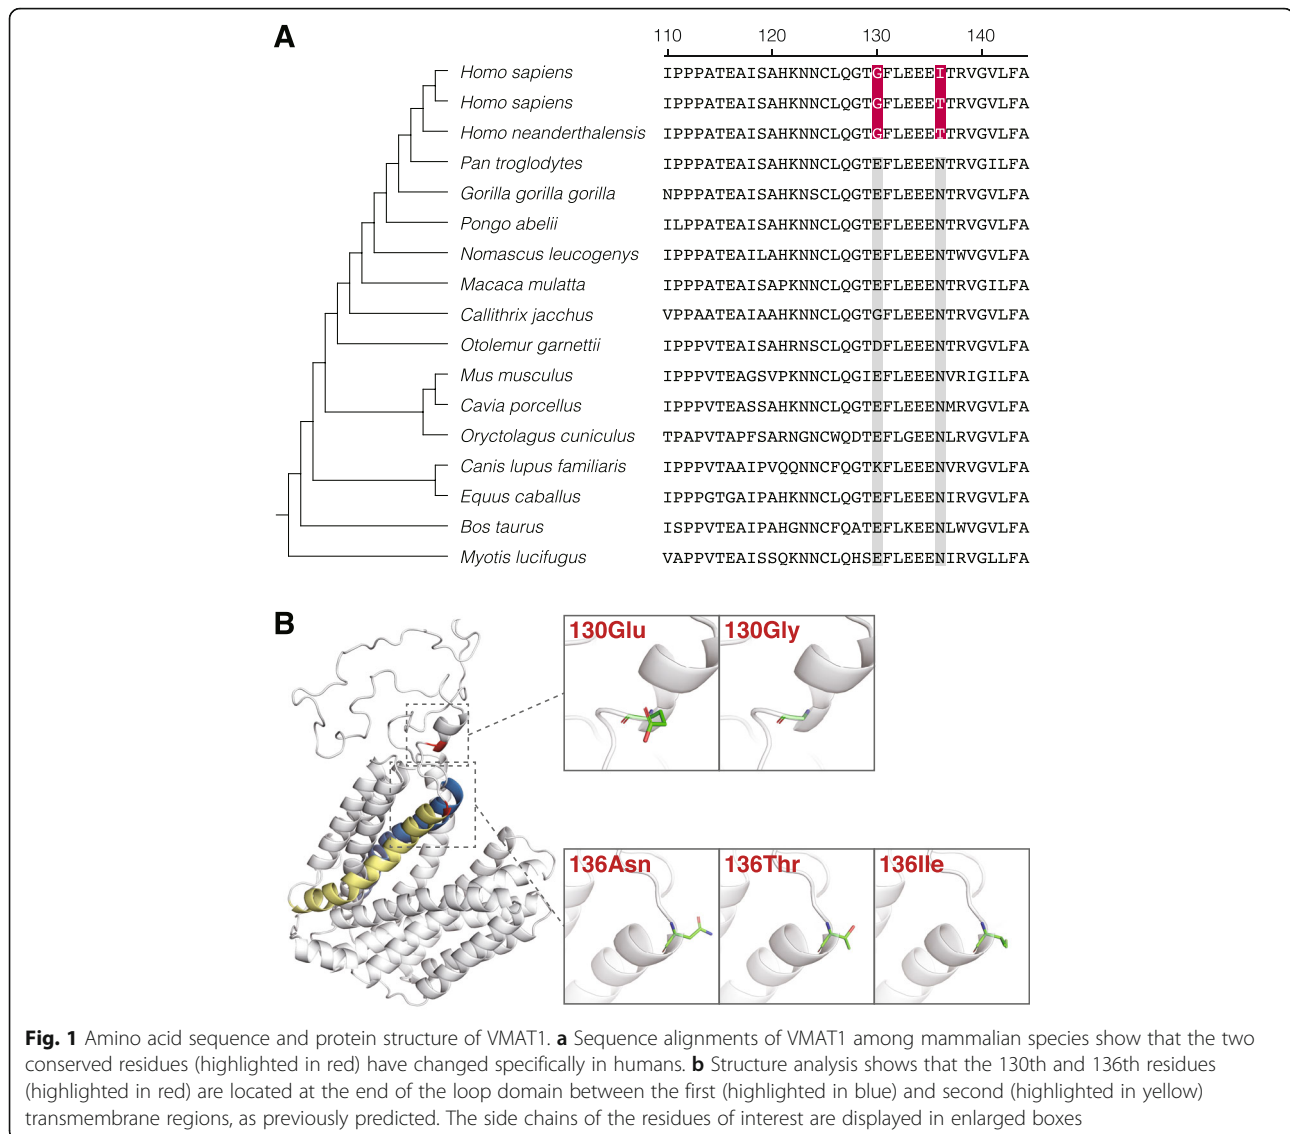 A
110 120 130 140
Homo sapiens IPPPATEAISAHKNNCLQGTGFLEEEITRVGVLFA
Homo sapiens IPPPATEAISAHKNNCLQGTGFLEEETTRVGVLFA
Homo neanderthalensis IPPPATEAISAHKNNCLQGTGFLEEETTRVGVLFA
Pan troglodytes IPPPATEAISAHKNNCLQGTEFLEEENTRVGILFA
Gorilla gorilla gorilla NPPPATEAISAHKNSCLQGTEFLEEENTRVGVLFA
Pongo abelii ILPPATEAISAHKNNCLQGTEFLEEENTRVGVLFA
Nomascus leucogenys IPPPATEAILAHKNNCLQGTEFLEEENTWVGVLFA
Macaca mulatta IPPPATEAISAPKNNCLQGTEFLEEENTRVGILFA
Callithrix jacchus VPPAATEAIAAHKNNCLQGTGFLEEENTRVGVLFA
Otolemur garnettii IPPPVTEAISAHRNSCLQGTDFLEEENTRVGVLFA
Mus musculus IPPPVTEAGSVPKNNCLQGIEFLEEENVRIGILFA
Cavia porcellus IPPPVTEASSAHKNNCLQGTEFLEEENMRVGVLFA
Oryctolagus cuniculus TPAPVTAPFSARNGNCWQDTEFLGEENLRVGVLFA
Canis lupus familiaris IPPPVTAAIPVQQNNCFQGTKFLEEENVRVGVLFA
Equus caballus IPPPGTGAIPAHKNNCLQGTEFLEEENIRVGVLFA
Bos taurus ISPPVTEAIPAHGNNCFQATEFLKEENLWVGVLFA
Myotis lucifugus VAPPVTEAISSQKNNCLQHSEFLEEENIRVGLLFA
B
130Glu 130Gly
136Asn 136Thr 136Ile
Fig. 1 Amino acid sequence and protein structure of VMAT1. a Sequence alignments of VMAT1 among mammalian species show that the two
conserved residues (highlighted in red) have changed specifically in humans. b Structure analysis shows that the 130th and 136th residues
(highlighted in red) are located at the end of the loop domain between the first (highlighted in blue) and second (highlighted in yellow)
transmembrane regions, as previously predicted. The side chains of the residues of interest are displayed in enlarged boxes